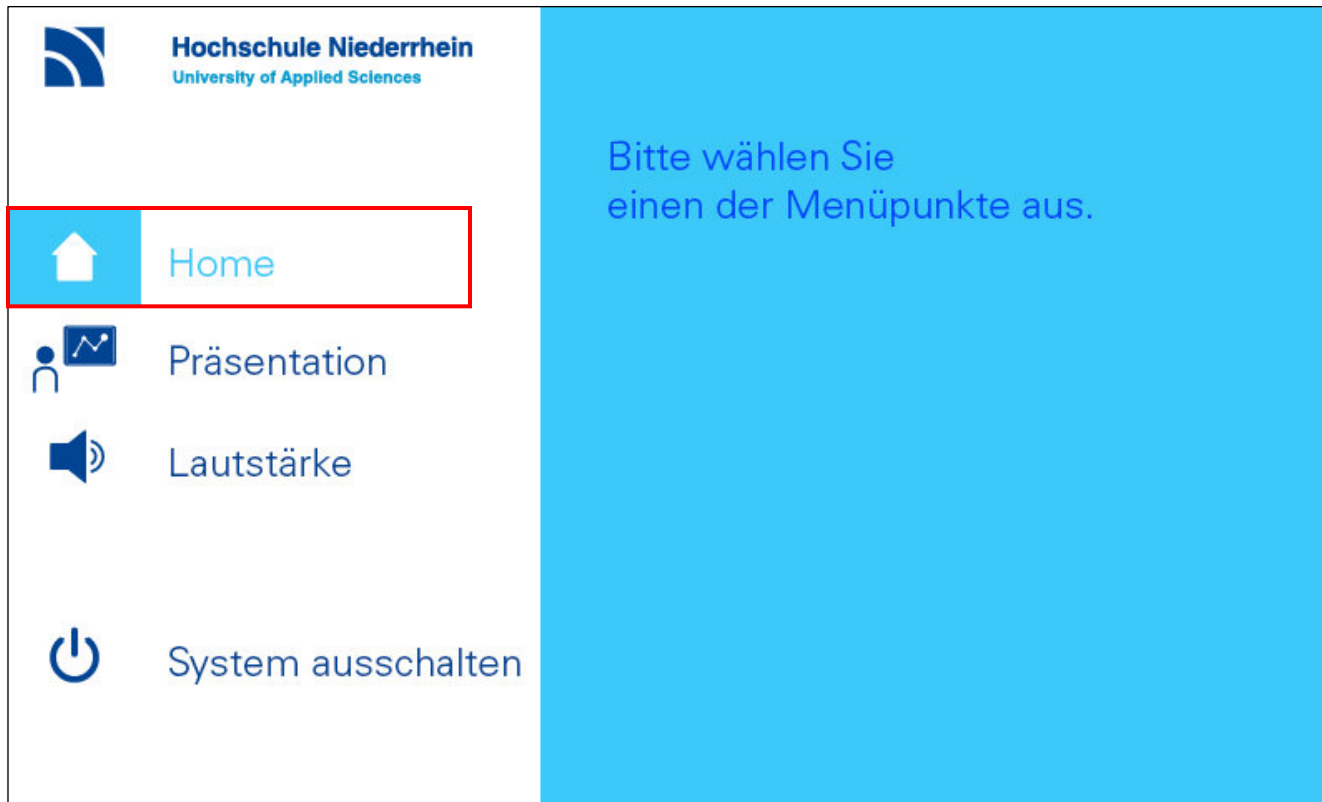 Hochschule Niederrhein
University of Applied Sciences
Home
Präsentation
Lautstärke
System ausschalten
Bitte wählen Sie
einen der Menüpunkte aus.